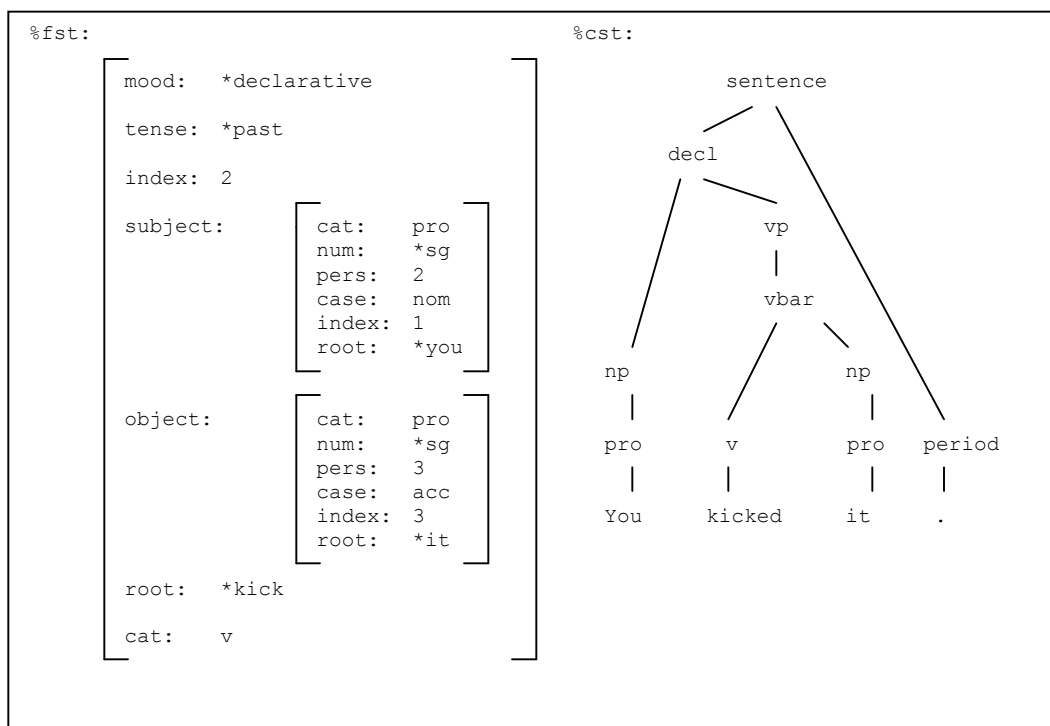 %fst:
mood: *declarative
tense: *past
index: 2
subject:
cat: pro
num: *sg
pers: 2
case: nom
index: 1
root: *you
object:
cat: pro
num: *sg
pers: 3
case: acc
index: 3
root: *it
root: *kick
cat: v
%cst:
sentence
decl
vp
vbar
np np
pro v pro period
You kicked it .